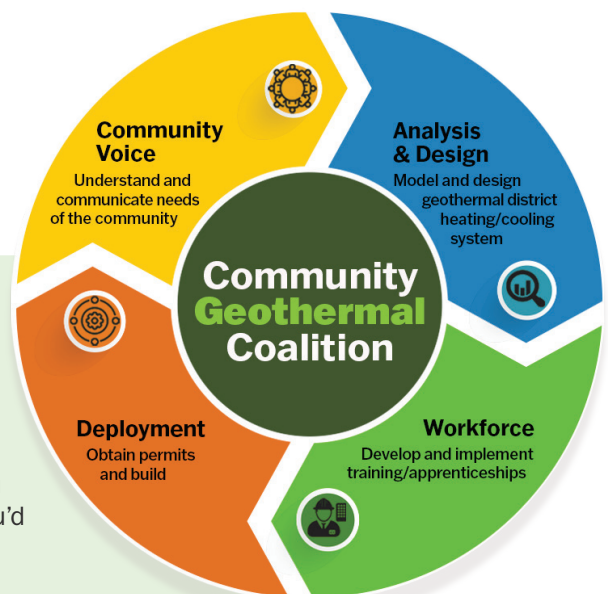 Community
Voice
Understand and
communicate needs
of the community
Analysis
& Design
Model and design
geothermal district
heating/cooling
system
Community
Geothermal
Coalition
Deployment
Obtain permits
and build
Workforce
Develop and implement
training/apprenticeships
u'd